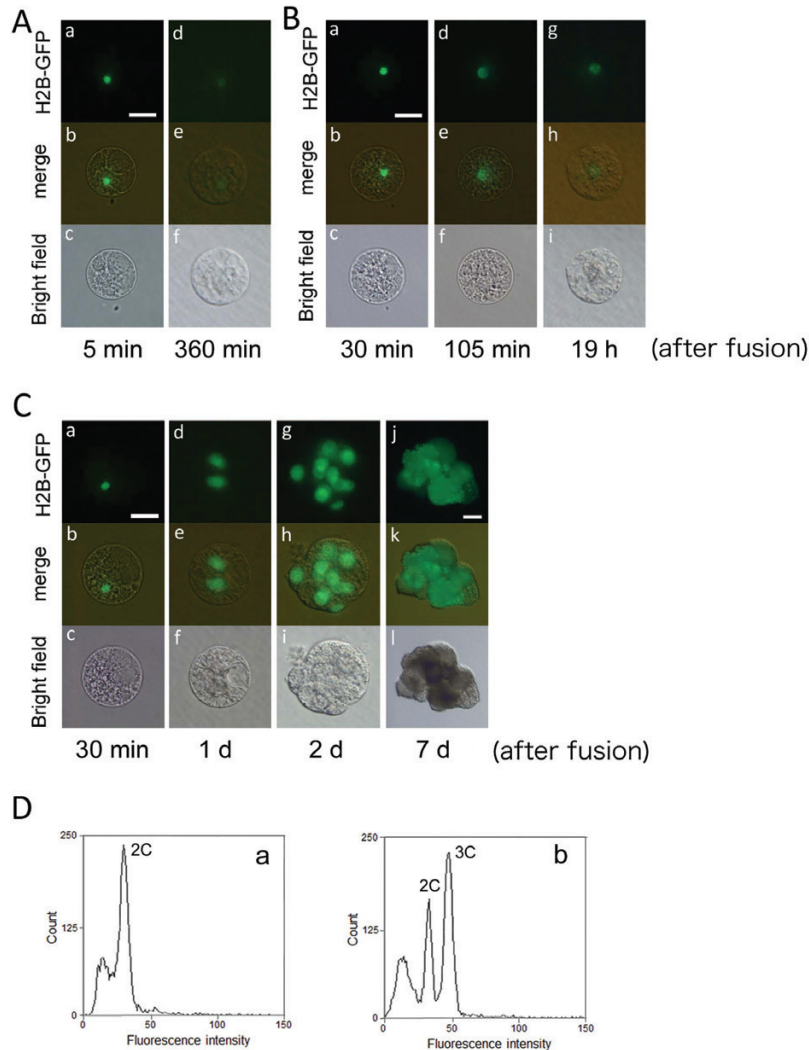 A
B
a
d
a
d
g
H2B-GFP
H2B-GFP
b
e
b
e
h
merge
merge
c
f
c
f
i
Bright field
Bright field
5 min
360 min
30 min
105 min
19 h
(after fusion)
C
a
d
g
j
H2B-GFP
b
e
h
k
merge
c
f
i
l
Bright field
30 min
1 d
2 d
7 d
(after fusion)
D
250
2C
a
Count
125
0
0
50
100
150
Fluorescence intensity
250
3C
b
2C
Count
125
0
0
50
100
150
Fluorescence intensity